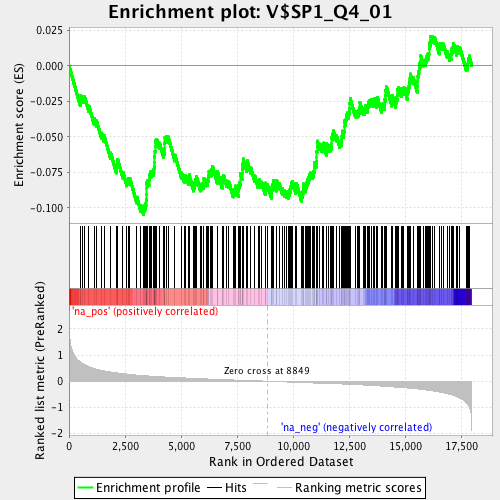 Enrichment plot: V$SP1_Q4_01
Enrichment score (ES)
0.025
0.000
-0.025
-0.050
-0.075
-0.100
Ranked list metric (PreRanked)
'na_pos' (positively correlated)
2
1
0
-1
-2
Zero cross at 8849
'na_neg' (negatively correlated)
0
2,500
5,000
7,500
10,000
12,500
15,000
17,500
Rank in Ordered Dataset
Enrichment profile
Hits
Ranking metric scores